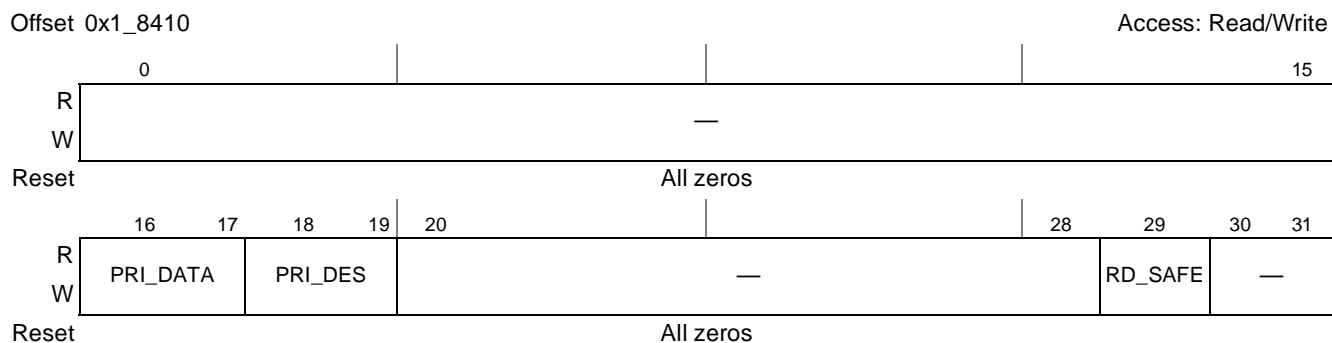 Offset 0x1_8410 Access: Read/Write
0 15
R
—
W
Reset All zeros
16 17 18 19 20 28 29 30 31
R
PRI_DATA PRI_DES — RD_SAFE —
W
Reset All zeros